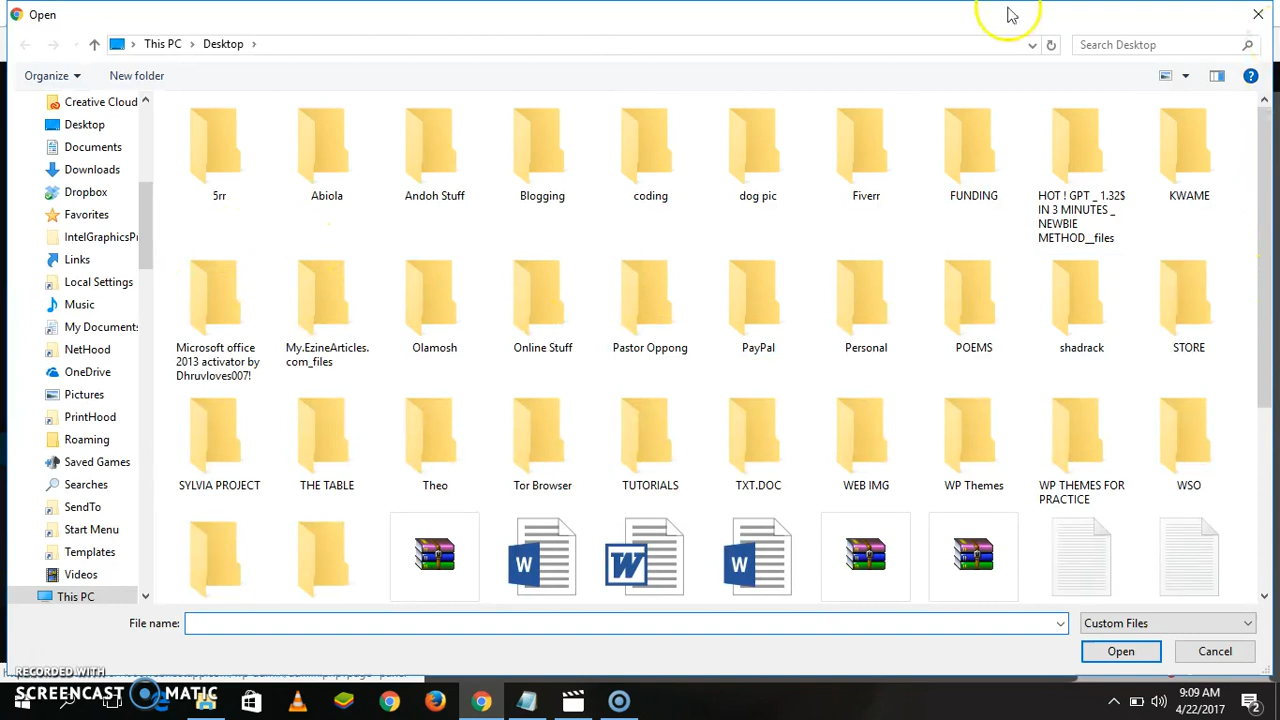 Open
This PC
Desktop
Search Desktop
Organize
New folder
Creative Cloud
Desktop
Documents
Downloads
Dropbox
Favorites
IntelGraphicsPr
Links
Local Settings
Music
My Documents
NetHood
OneDrive
Pictures
PrintHood
Roaming
Saved Games
Searches
SendTo
Start Menu
Templates
Videos
This PC
5rr
Abiola
Andoh Stuff
Blogging
coding
dog pic
Fiverr
FUNDING
HOT ! GPT _ 1.32$
IN 3 MINUTES _
NEWBIE
METHOD__files
KWAME
Microsoft office
2013 activator by
Dhruvloves007!
My.EzineArticles.
com_files
Olamosh
Online Stuff
Pastor Oppong
PayPal
Personal
POEMS
shadrack
STORE
SYLVIA PROJECT
THE TABLE
Theo
Tor Browser
TUTORIALS
TXT.DOC
WEB IMG
WP Themes
WP THEMES FOR
PRACTICE
WSO
File name:
Custom Files
Open
Cancel
RECORDED WITH
SCREENCAST MATIC
9:09 AM
4/22/2017
2